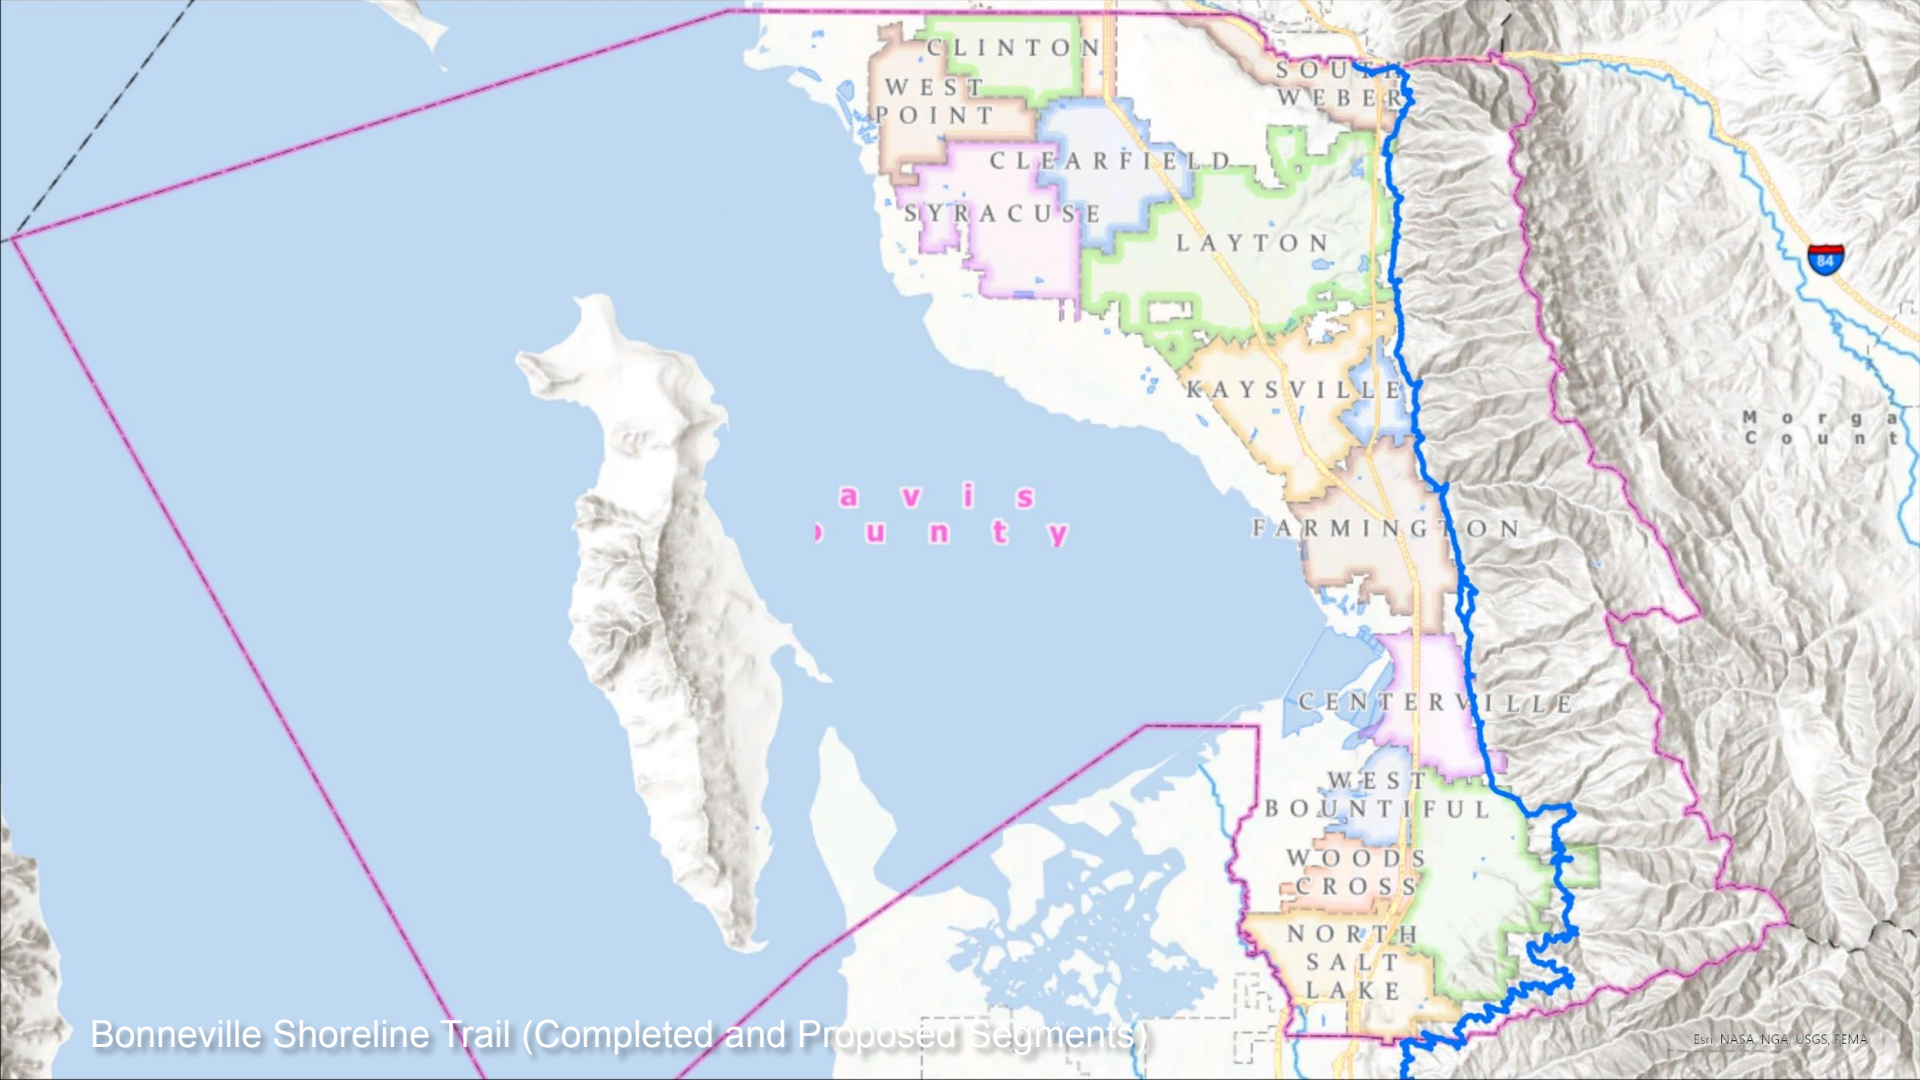 CLINTON
SOUTH
WEBER
WEST
POINT
CLEARFIELD
SYRACUSE
LAYTON
84
KAYSVILLE
Morga
Count
avis
ounty
FARMINGTON
CENTERVILLE
WEST
BOUNTIFUL
WOODS
CROSS
NORTH
SALT
LAKE
Bonneville Shoreline Trail (Completed and Proposed Segments)
Esri, NASA, NGA, USGS, FEMA